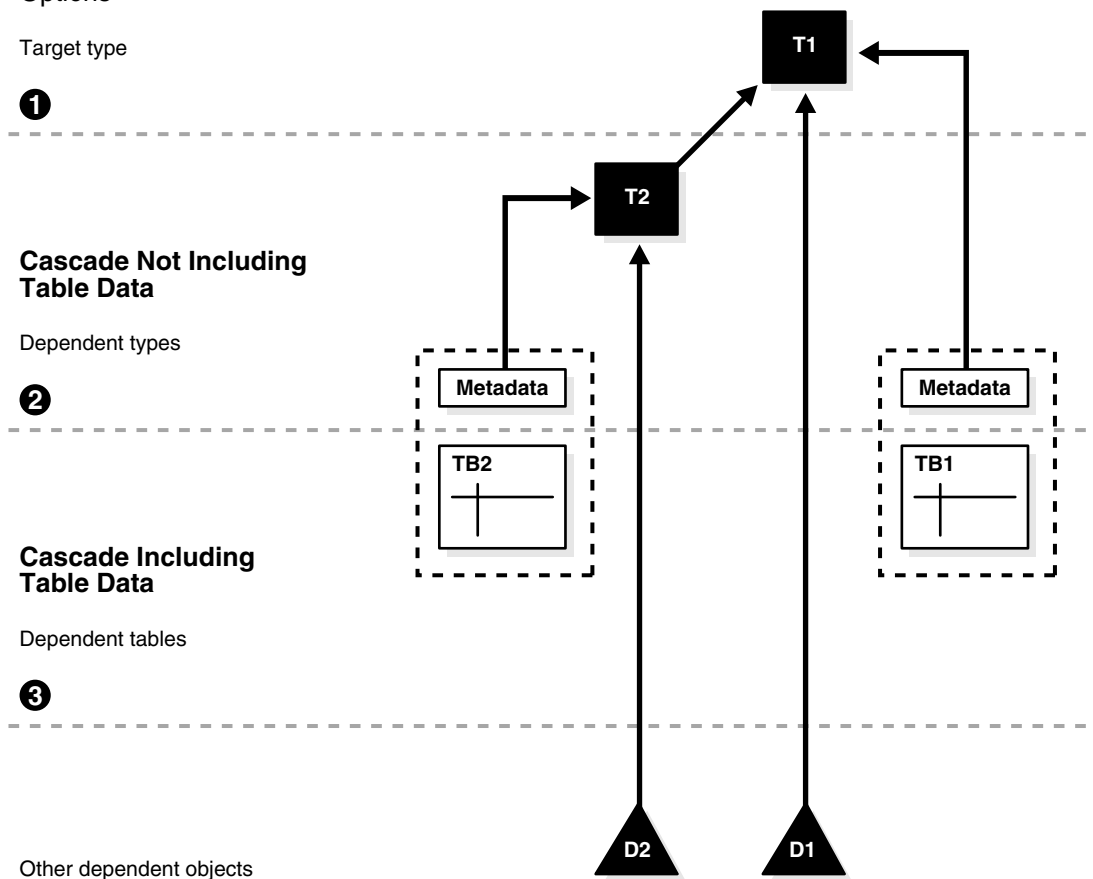 Options
Target type
T1
1
T2
Cascade Not Including
Table Data
Dependent types
2
Metadata
Metadata
TB2
TB1
Cascade Including
Table Data
Dependent tables
3
D2
D1
Other dependent objects